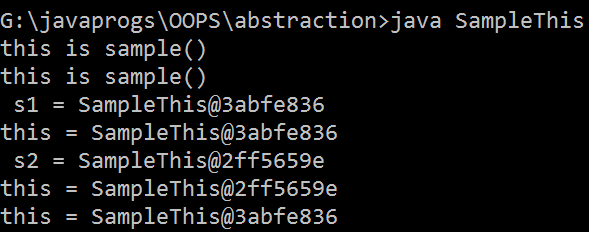 G:\javaprogs\OOPS\abstraction>java SampleThis
this is sample()
this is sample()
 s1 = SampleThis@3abfe836
this = SampleThis@3abfe836
 s2 = SampleThis@2ff5659e
this = SampleThis@2ff5659e
this = SampleThis@3abfe836